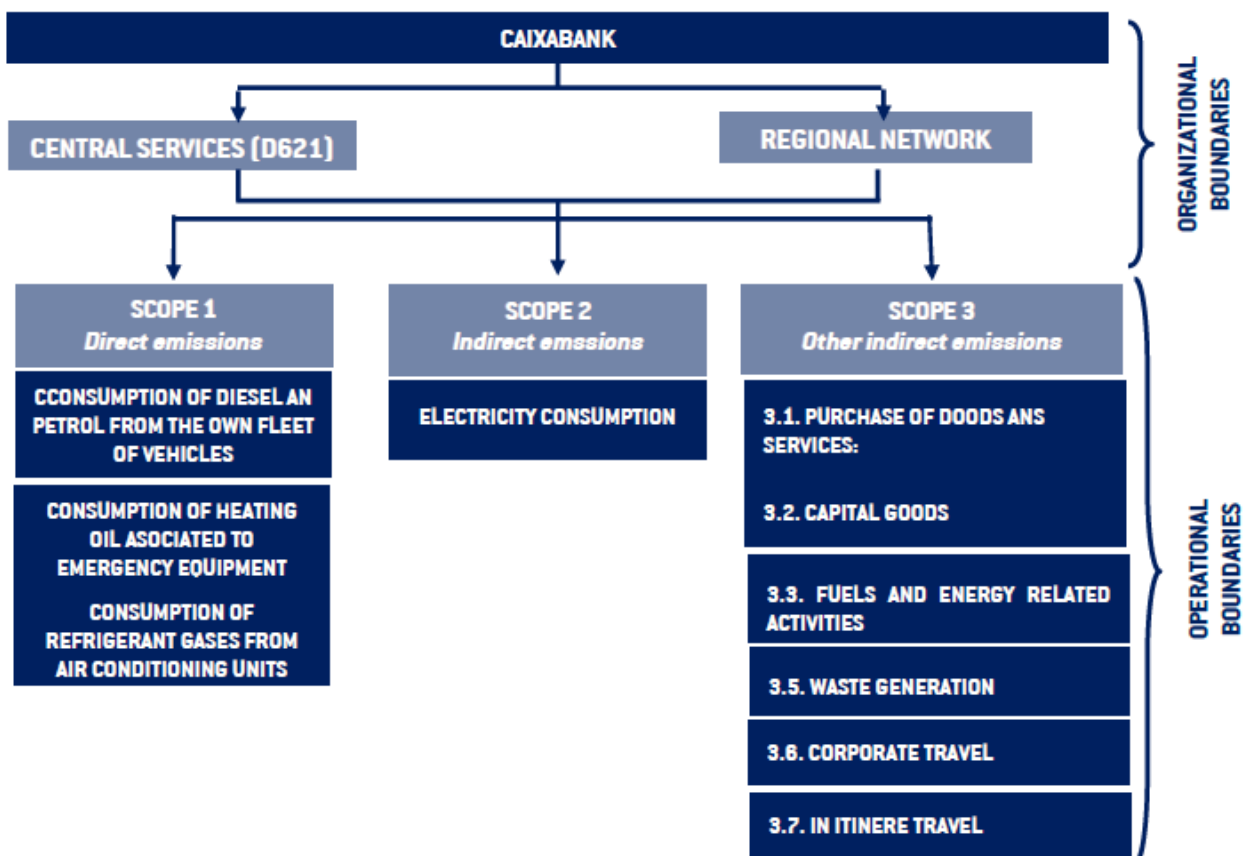 CAIXABANK
CENTRAL SERVICES (D621)
REGIONAL NETWORK
ORGANIZATIONAL
BOUNDARIES
SCOPE 1
Direct emissions
CCONSUMPTION OF DIESEL AN
PETROL FROM THE OWN FLEET
OF VEHICLES
CONSUMPTION OF HEATING
OIL ASOCIATED TO
EMERGENCY EQUIPMENT
CONSUMPTION OF
REFRIGERANT GASES FROM
AIR CONDITIONING UNITS
SCOPE 2
Indirect emssions
ELECTRICITY CONSUMPTION
SCOPE 3
Other indirect emissions
3.1. PURCHASE OF DOODS ANS
SERVICES:
3.2. CAPITAL GOODS
3.3. FUELS AND ENERGY RELATED
ACTIVITIES
3.5. WASTE GENERATION
3.6. CORPORATE TRAVEL
3.7. IN ITINERE TRAVEL
OPERATIONAL
BOUNDARIES